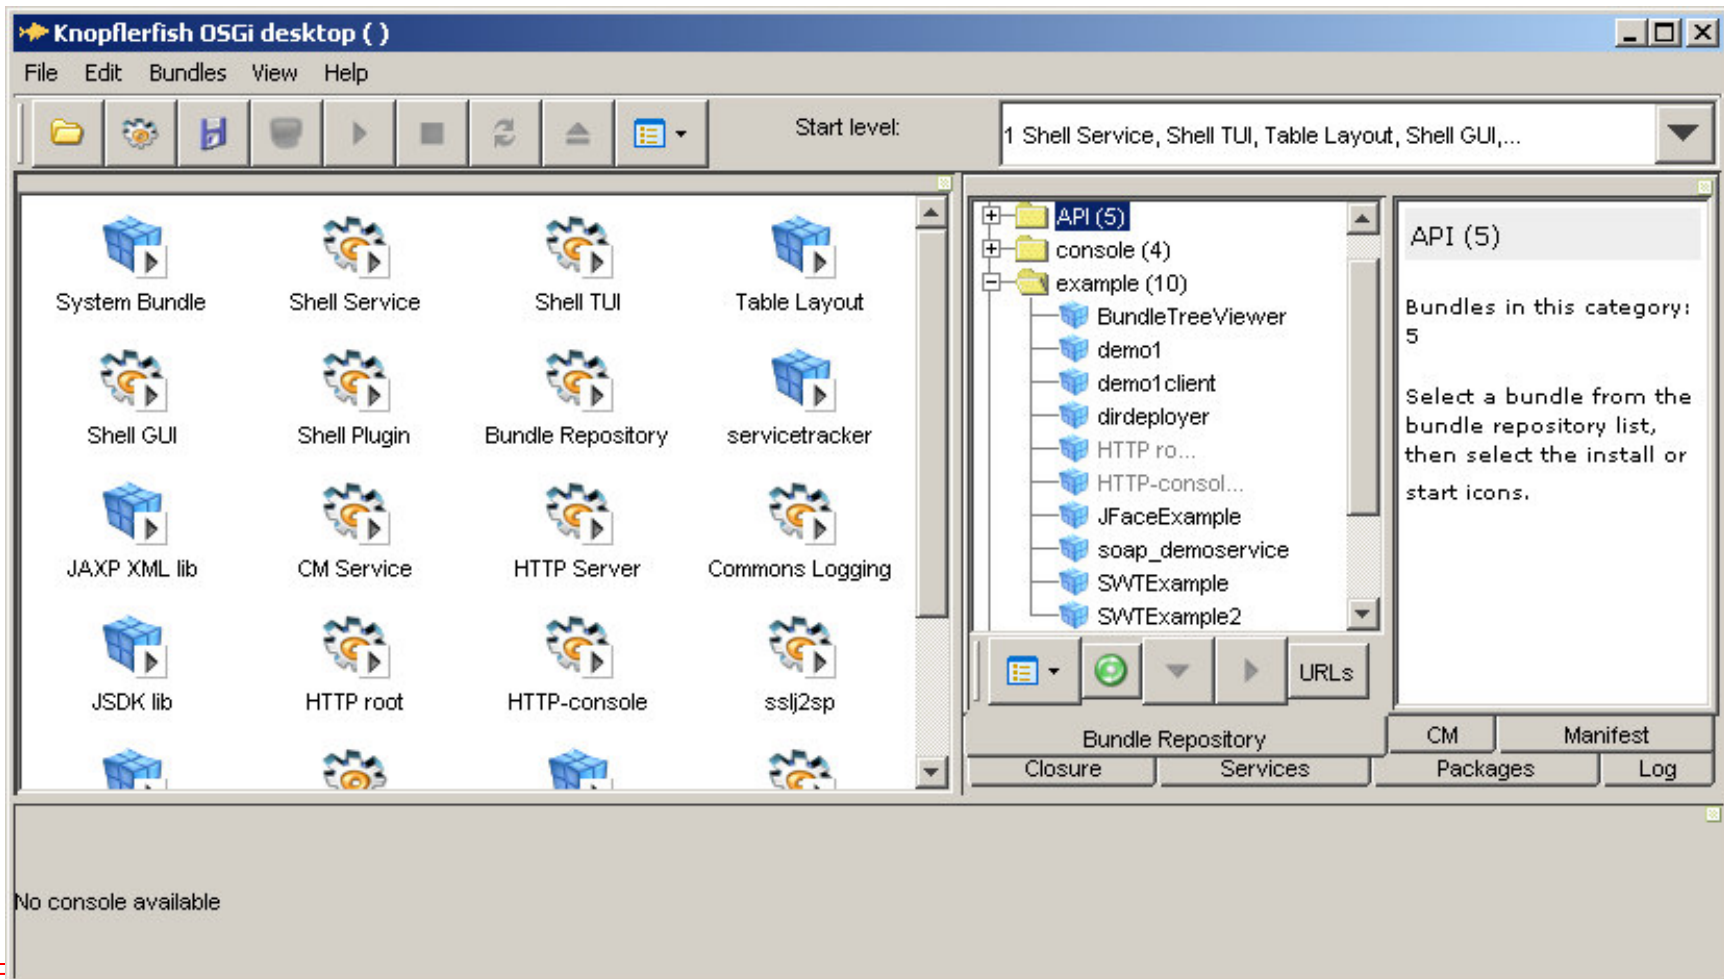 Knopflerfish OSGi desktop ( )
File Edit Bundles View Help
Start level:
1 Shell Service, Shell TUI, Table Layout, Shell GUI,...
System Bundle Shell Service Shell TUI Table Layout
Shell GUI Shell Plugin Bundle Repository servicetracker
JAXP XML lib CM Service HTTP Server Commons Logging
JSDK lib HTTP root HTTP-console sslj2sp
API (5)
console (4)
example (10)
BundleTreeViewer
demo1
demo1client
dirdeployer
HTTP ro...
HTTP-consol...
JFaceExample
soap_demoservice
SWTExample
SWTExample2
URLs
API (5)
Bundles in this category:
5
Select a bundle from the
bundle repository list,
then select the install or
start icons.
Bundle Repository CM Manifest
Closure Services Packages Log
No console available